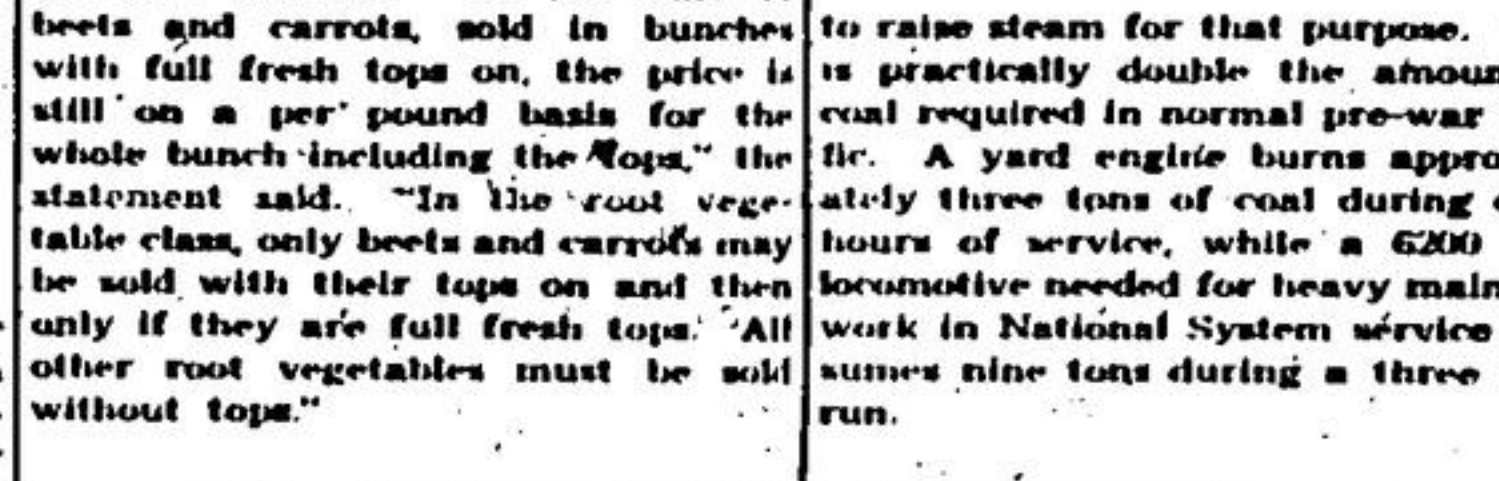 beets and carrots, sold in bunches
with full fresh tops on, the price is
still on a per pound basis for the
whole bunch including the tops," the
statement said. "In the root vege-
table class, only beets and carrots may
be sold with their tops on and then
only if they are full fresh tops. All
other root vegetables must be sold
without tops."
to raise steam for that purpose.
is practically double the amoun
coal required in normal pre-war
fic. A yard engine burns appro
ately three tons of coal during
hours of service, while a 6200
locomotive needed for heavy main
work in National System service
sumes nine tons during a three
run.